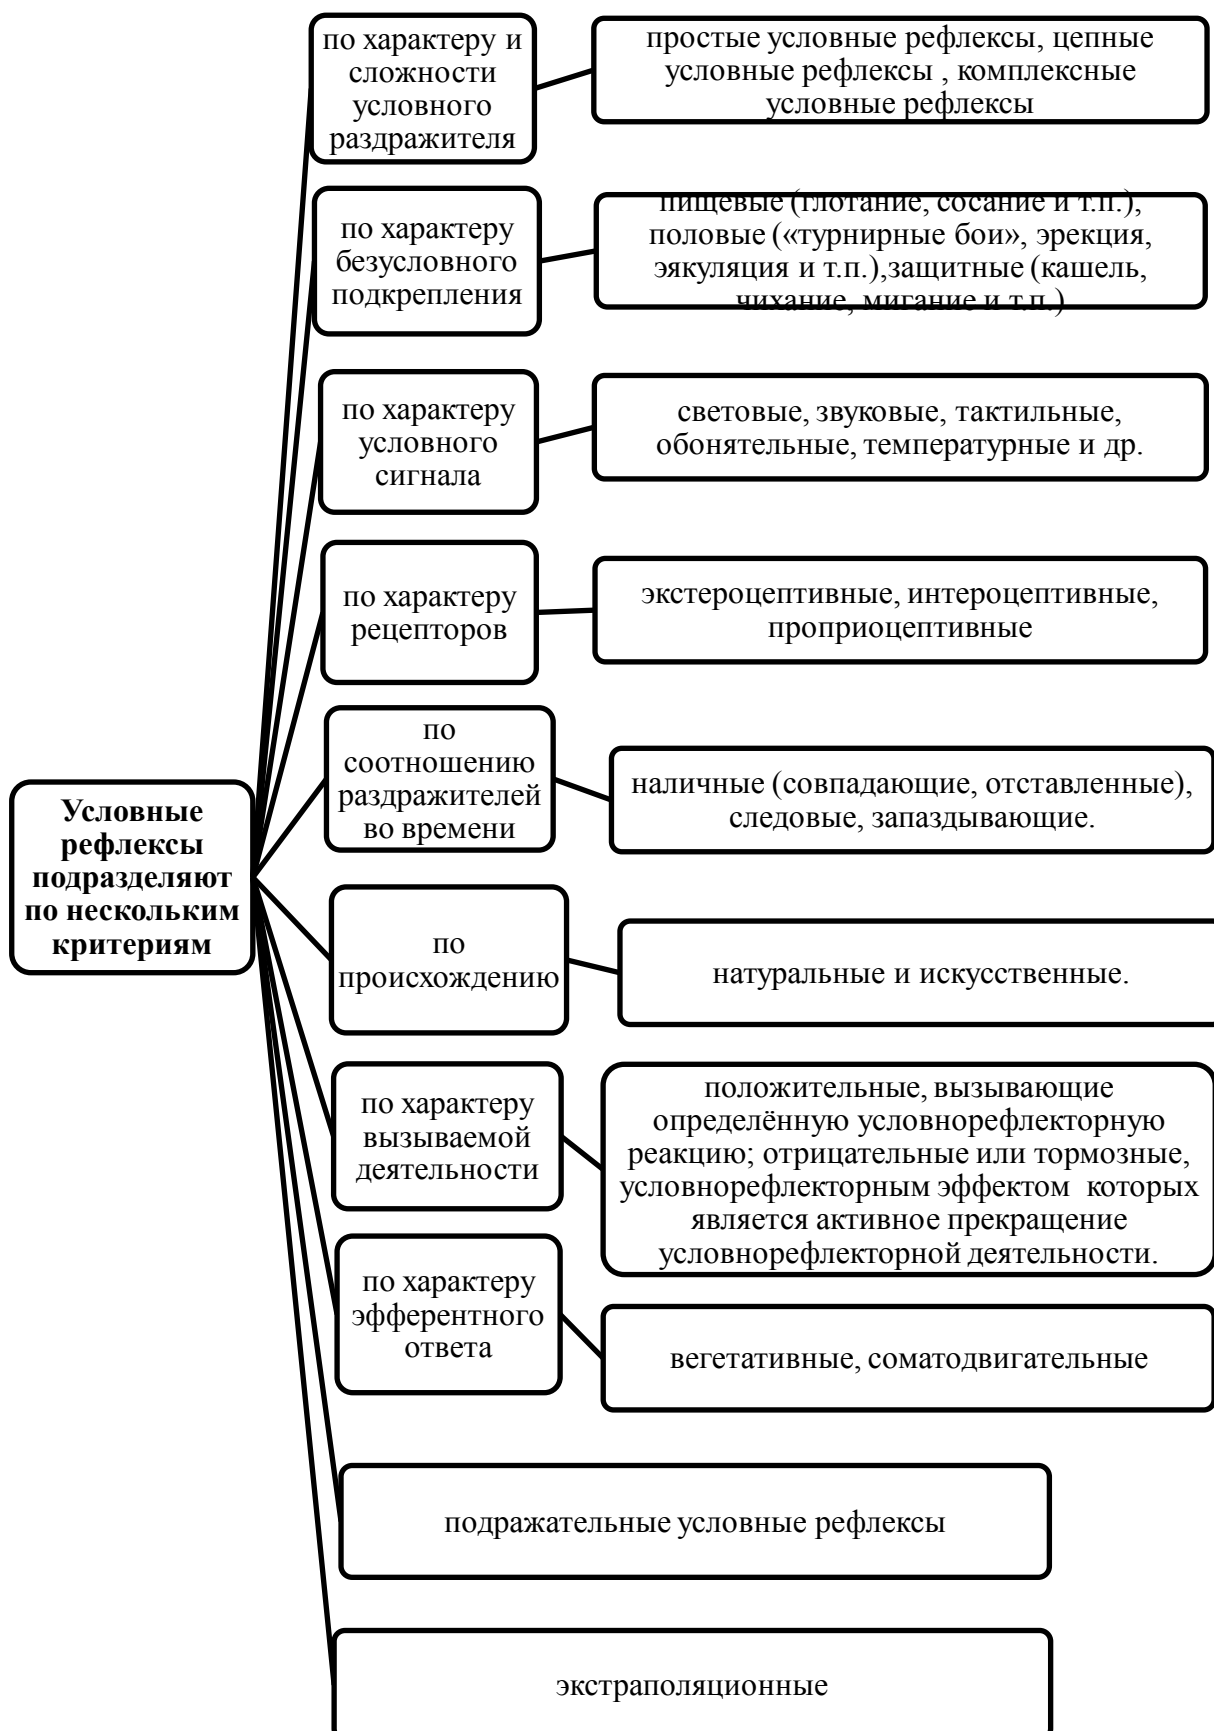 по характеру и
сложности
условного
раздражителя
простые условные рефлексы, цепные
условные рефлексы , комплексные
условные рефлексы
по характеру
безусловного
подкрепления
пищевые (глотание, сосание и т.п.),
половые («турнирные бои», эрекция,
эякуляция и т.п.),защитные (кашель,
чихание, мигание и т.п.)
по характеру
условного
сигнала
световые, звуковые, тактильные,
обонятельные, температурные и др.
по характеру
рецепторов
экстероцептивные, интероцептивные,
проприоцептивные
по
соотношению
раздражителей
во времени
наличные (совпадающие, отставленные),
следовые, запаздывающие.
Условные
рефлексы
подразделяют
по нескольким
критериям
по
происхождению
натуральные и искусственные.
по характеру
вызываемой
деятельности
положительные, вызывающие
определённую условнорефлекторную
реакцию; отрицательные или тормозные,
условнорефлекторным эффектом  которых
является активное прекращение
условнорефлекторной деятельности.
по характеру
эфферентного
ответа
вегетативные, соматодвигательные
подражательные условные рефлексы
экстраполяционные